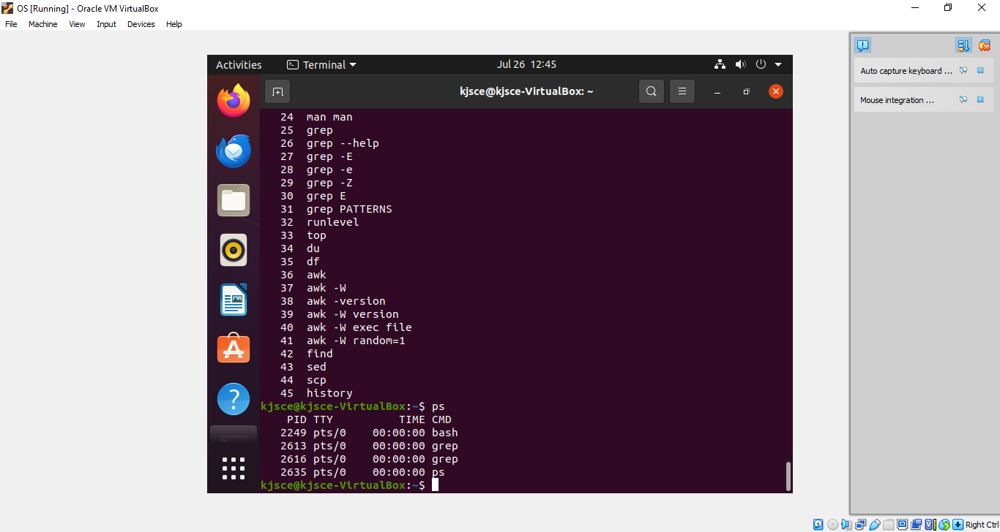 OS [Running] - Oracle VM VirtualBox
File Machine View Input Devices Help
Activities Terminal Jul 26 12:45
kjsce@kjsce-VirtualBox: ~
24 man man
25 grep
26 grep --help
27 grep -E
28 grep -e
29 grep -Z
30 grep E
31 grep PATTERNS
32 runlevel
33 top
34 du
35 df
36 awk
37 awk -W
38 awk -version
39 awk -W version
40 awk -W exec file
41 awk -W random=1
42 find
43 sed
44 scp
45 history
kjsce@kjsce-VirtualBox:~$ ps
PID TTY TIME CMD
2249 pts/0 00:00:00 bash
2613 pts/0 00:00:00 grep
2616 pts/0 00:00:00 grep
2635 pts/0 00:00:00 ps
kjsce@kjsce-VirtualBox:~$
Auto capture keyboard ...
Mouse integration ...
Right Ctrl